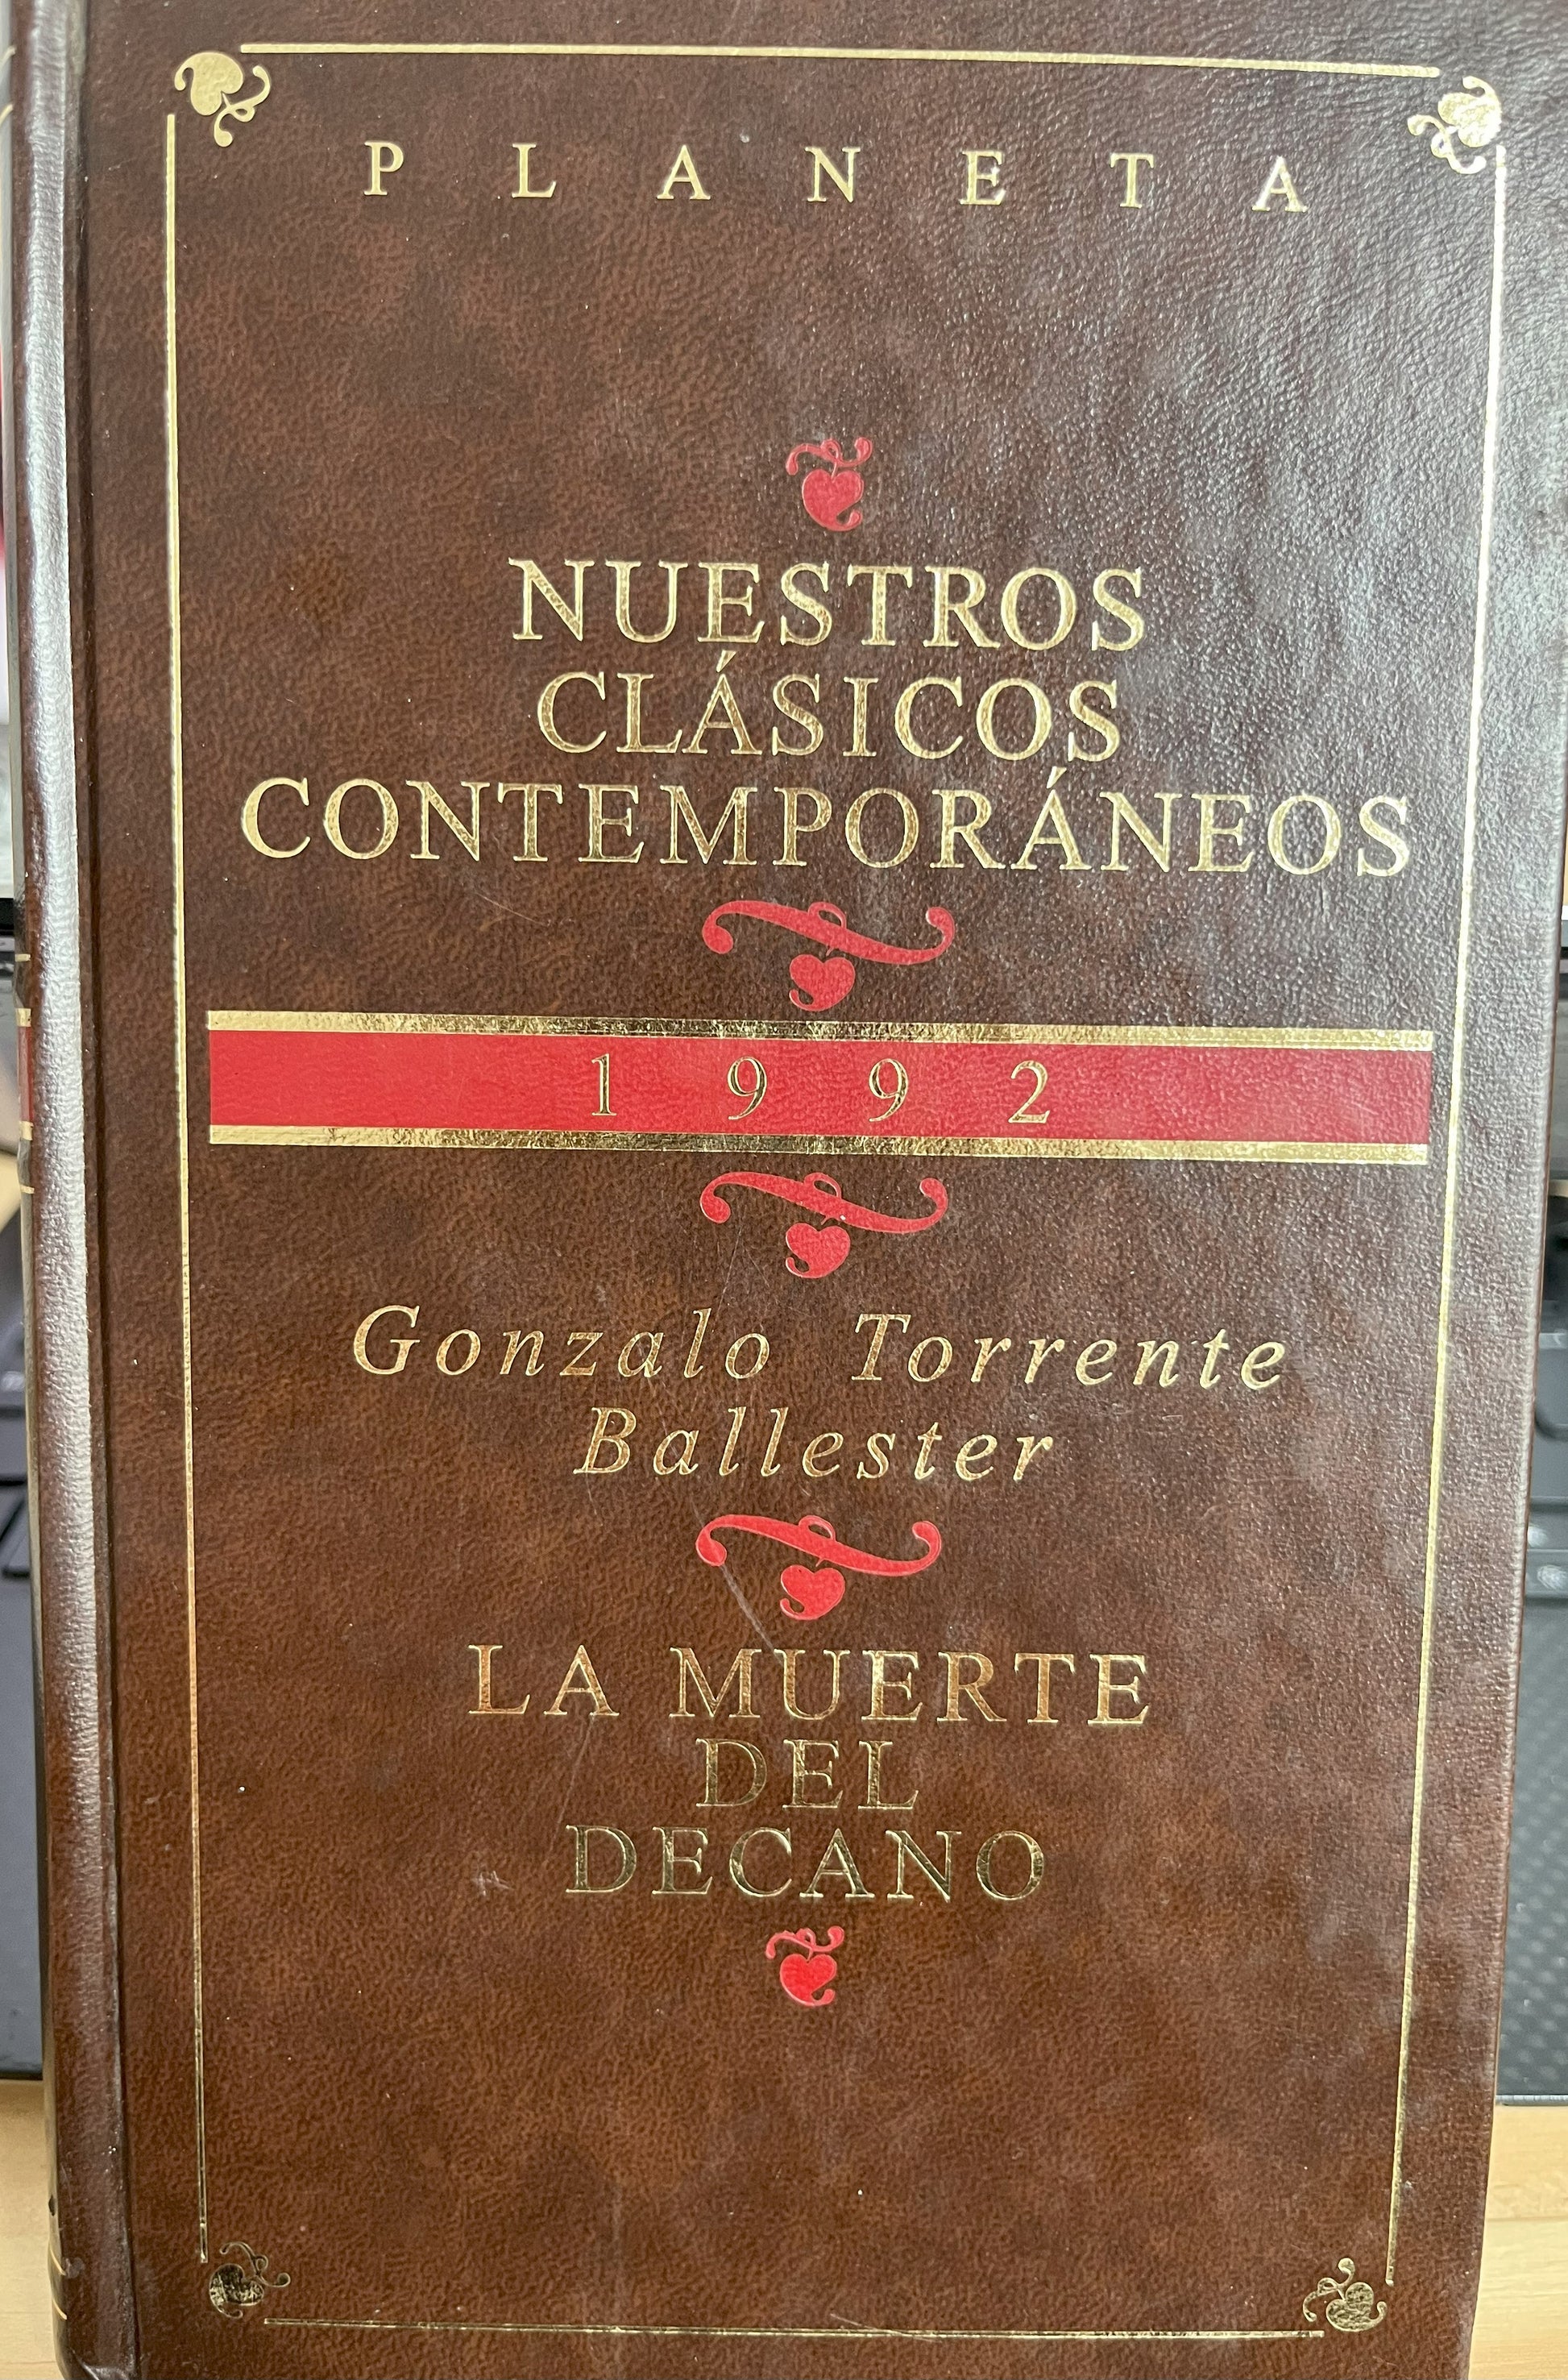 PLANETA
NUESTROS
CLÁSICOS
CONTEMPORÁNEOS
1992
Gonzalo Torrente
Ballester
LA MUERTE
DEL
DECANO